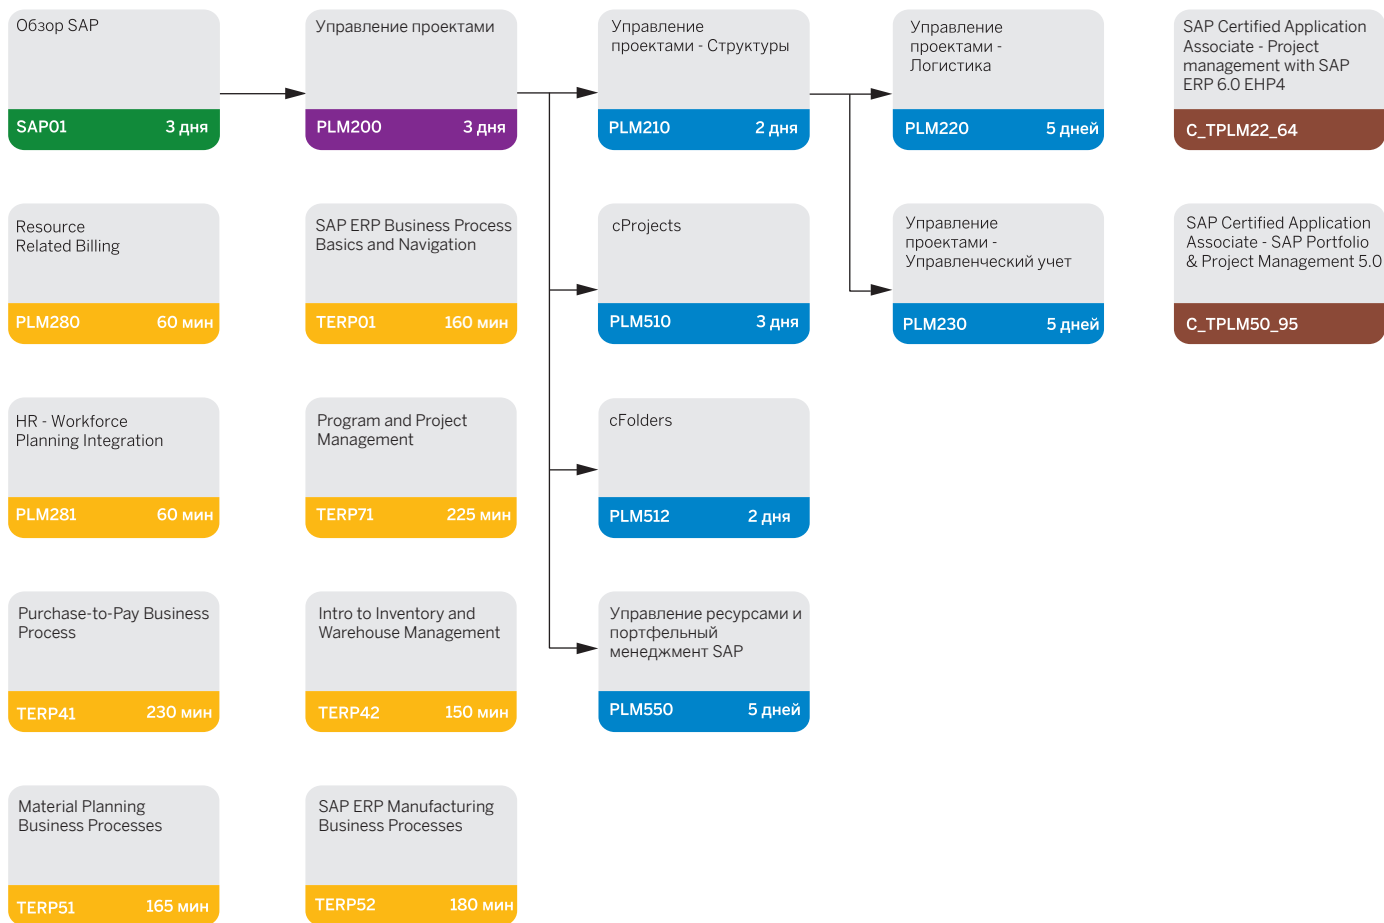 Обзор SAP
SAP01 3 дня
Управление проектами
PLM200 3 дня
Управление
проектами - Структуры
PLM210 2 дня
Управление
проектами -
Логистика
PLM220 5 дней
SAP Certified Application
Associate - Project
management with SAP
ERP 6.0 EHP4
C_TPLM22_64
Resource
Related Billing
PLM280 60 мин
SAP ERP Business Process
Basics and Navigation
TERP01 160 мин
cProjects
PLM510 3 дня
Управление
проектами -
Управленческий учет
PLM230 5 дней
SAP Certified Application
Associate - SAP Portfolio
& Project Management 5.0
C_TPLM50_95
HR - Workforce
Planning Integration
PLM281 60 мин
Program and Project
Management
TERP71 225 мин
cFolders
PLM512 2 дня
Purchase-to-Pay Business
Process
TERP41 230 мин
Intro to Inventory and
Warehouse Management
TERP42 150 мин
Управление ресурсами и
портфельный
менеджмент SAP
PLM550 5 дней
Material Planning
Business Processes
TERP51 165 мин
SAP ERP Manufacturing
Business Processes
TERP52 180 мин